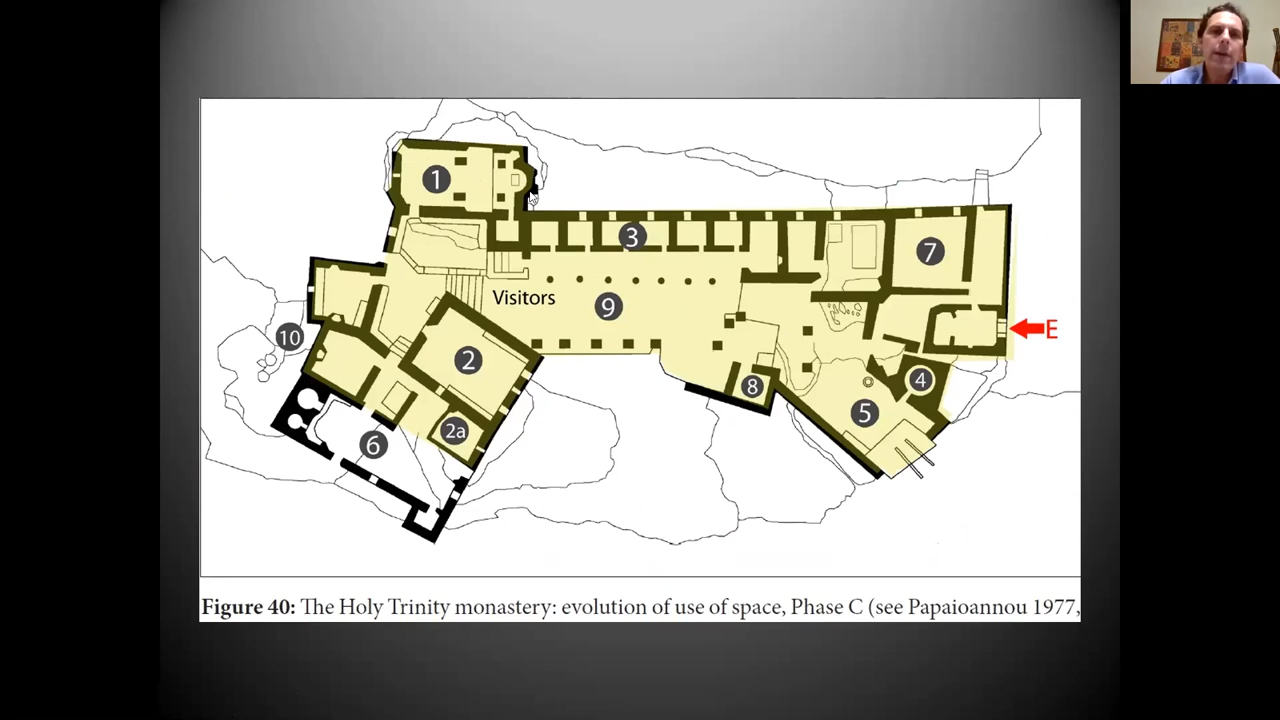 1
3
7
Visitors
9
E
10
2
4
8
5
2a
6
Figure 40: The Holy Trinity monastery: evolution of use of space, Phase C (see Papaioannou 1977,